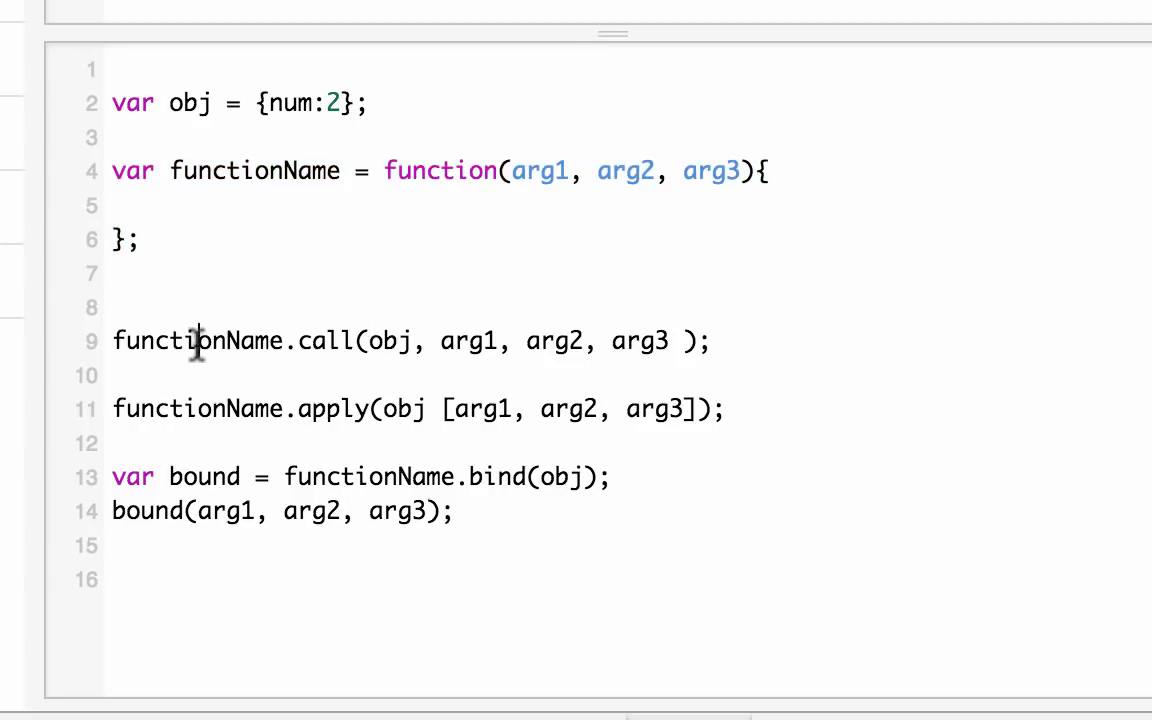 1
2 var obj = {num:2};
3
4 var functionName = function(arg1, arg2, arg3){
5
6 };
7
8
9 functionName.call(obj, arg1, arg2, arg3 );
10
11 functionName.apply(obj [arg1, arg2, arg3]);
12
13 var bound = functionName.bind(obj);
14 bound(arg1, arg2, arg3);
15
16